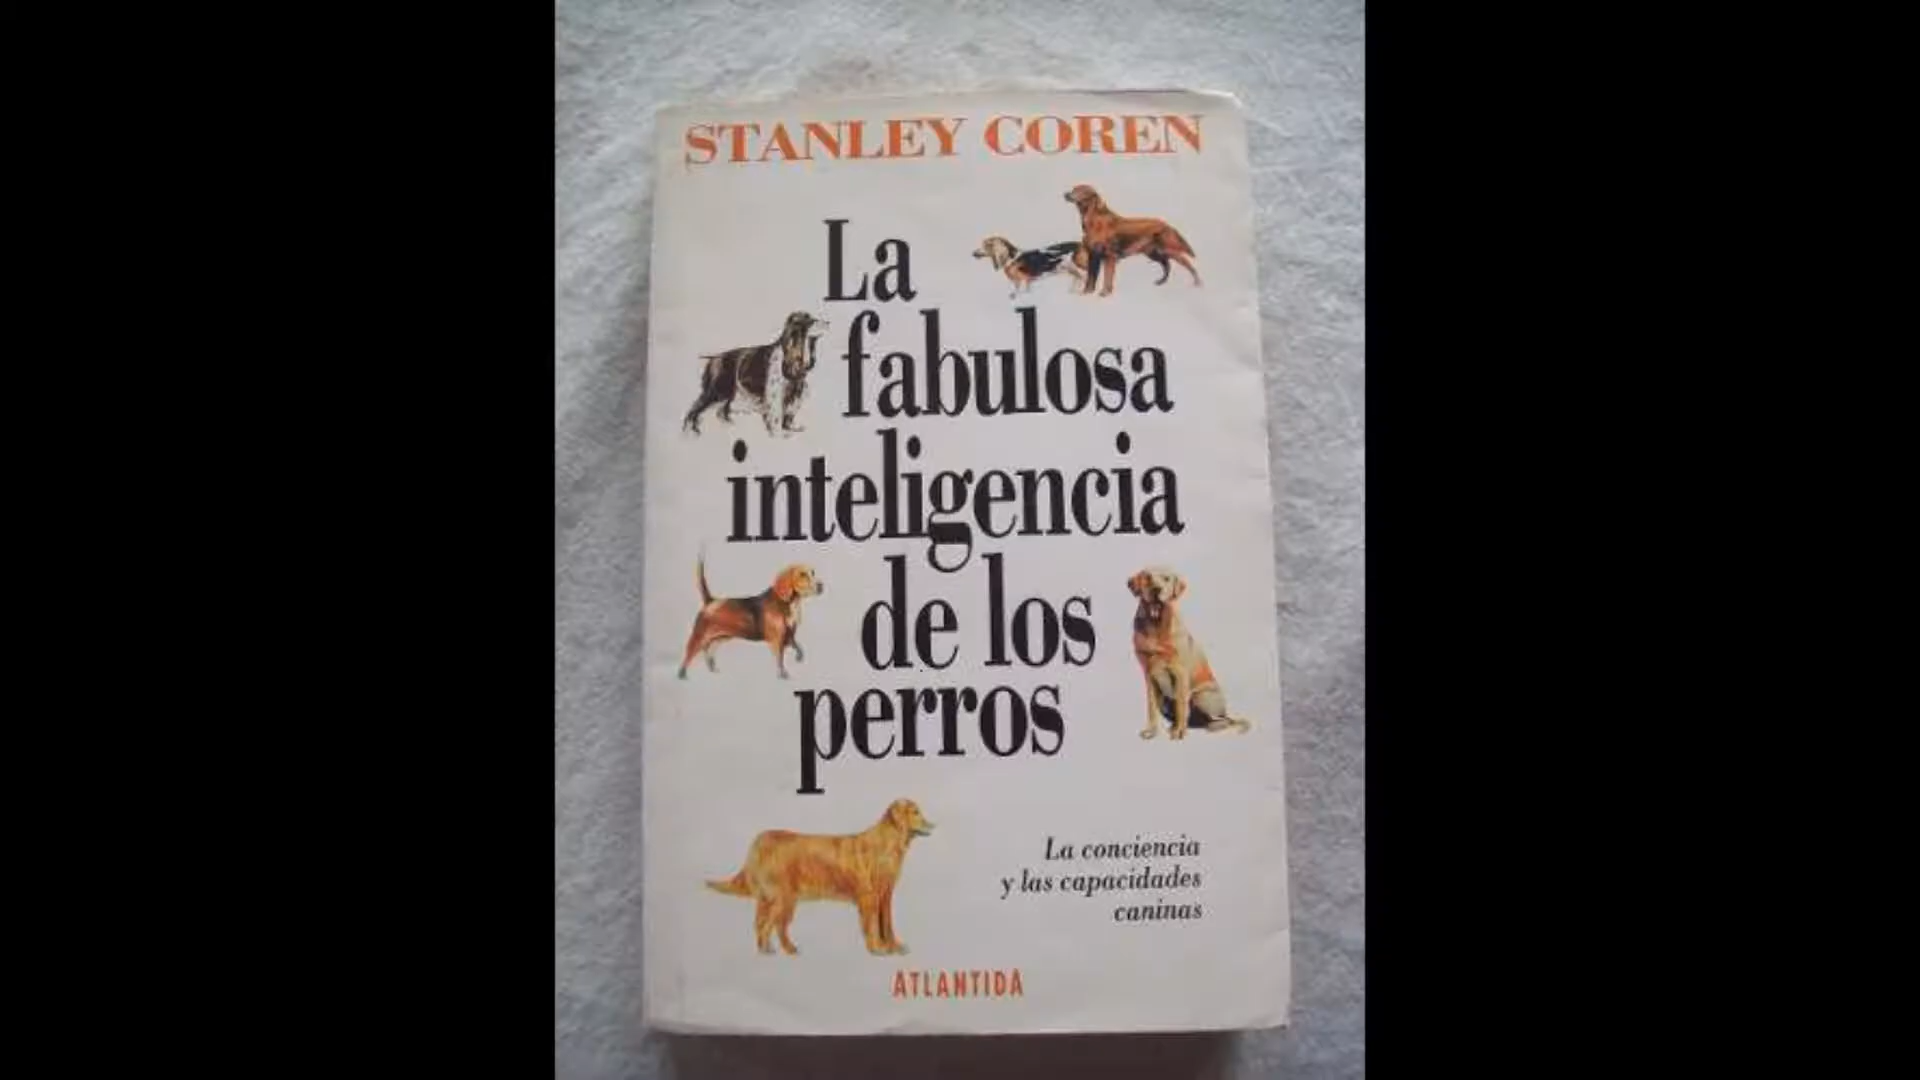 STANLEY COREN
La
fabulosa
inteligencia
de los
perros
La conciencia
y las capacidades
caninas
ATLANTIDA